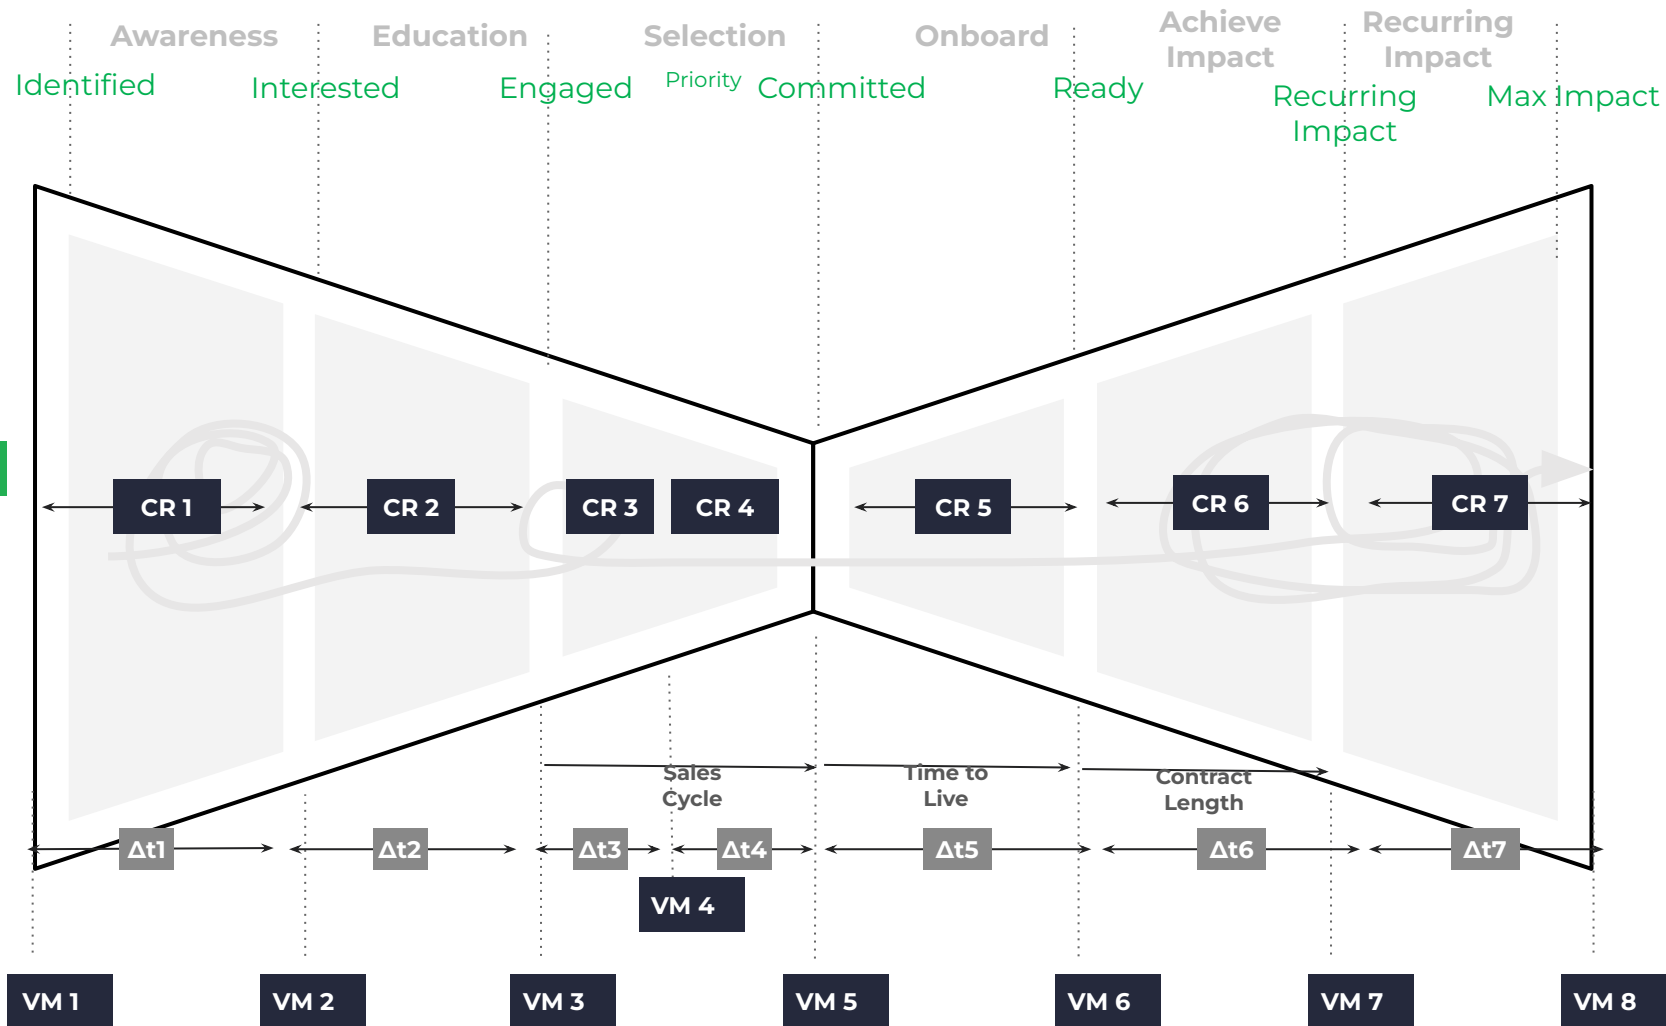 Awareness
Education
Selection
Onboard
Achieve
Impact
Recurring
Impact
Identified
Interested
Engaged
Priority
Committed
Ready
Recurring
Impact
Max Impact
CR 1
CR 2
CR 3
CR 4
CR 5
CR 6
CR 7
Sales
Cycle
Time to
Live
Contract
Length
Δt1
Δt2
Δt3
Δt4
Δt5
Δt6
Δt7
VM 4
VM 1
VM 2
VM 3
VM 5
VM 6
VM 7
VM 8